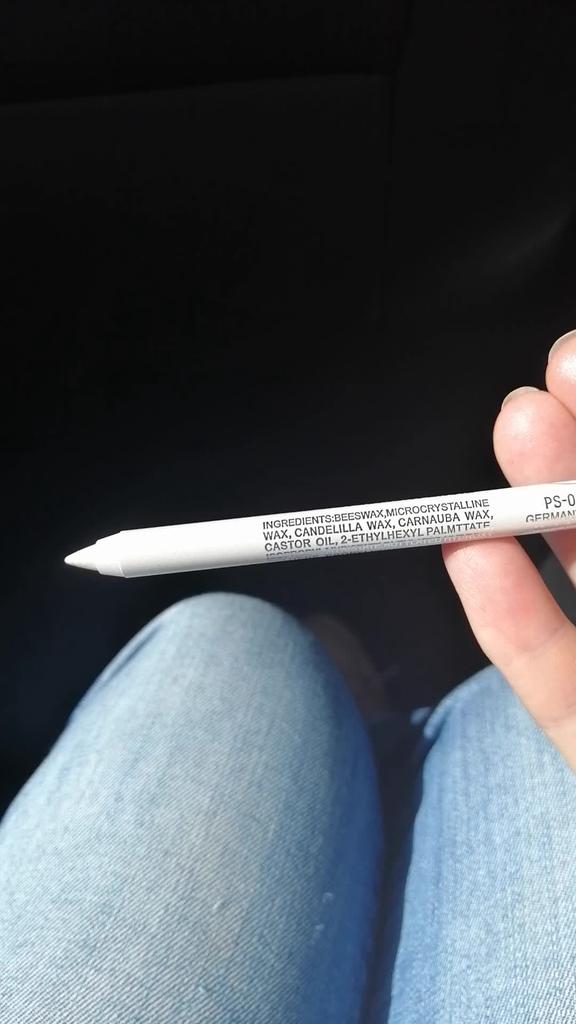 INGREDIENTS:BEESWAX,MICROCRYSTALLINE
WAX, CANDELILLA WAX, CARNAUBA WAX,
CASTOR OIL, 2-ETHYLHEXYL PALMTTATE
PS-0
GERMAN